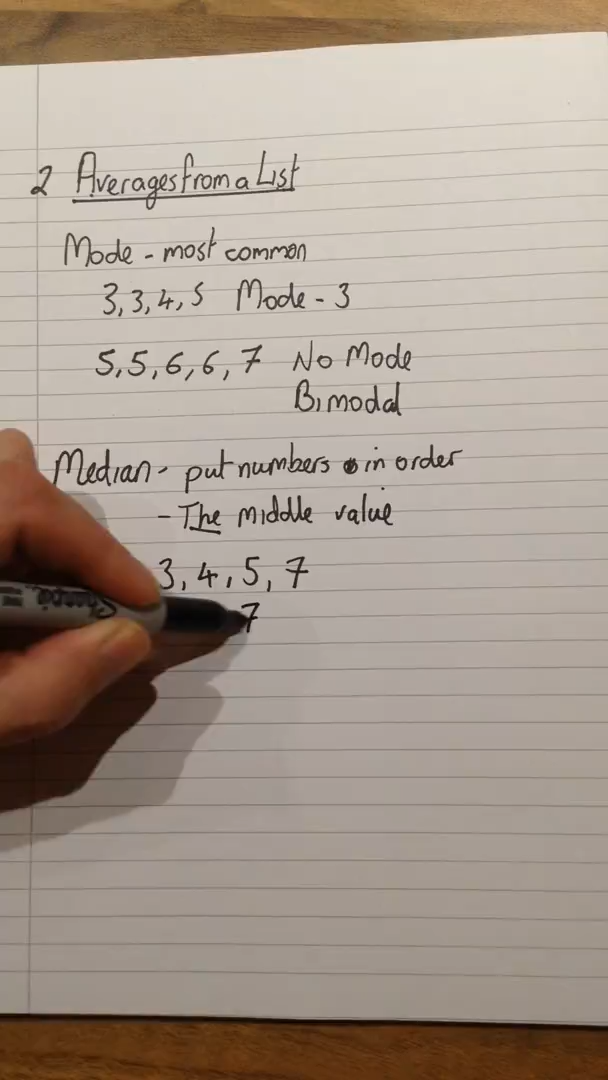 2 Averages from a List
Mode - most common
3, 3, 4, 5 Mode - 3
5, 5, 6, 6, 7 No Mode
Bimodal
Median - put numbers in order
- The middle value
3, 4, 5, 7
7
Sharpie